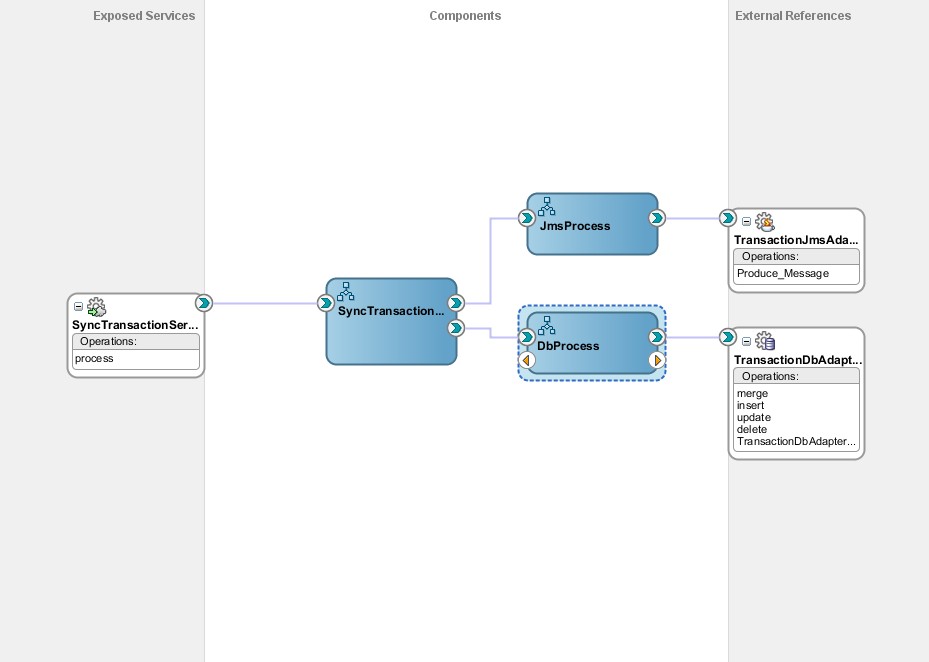 Exposed Services
Components
External References
SyncTransactionSer...
Operations:
process
SyncTransaction...
JmsProcess
DbProcess
TransactionJmsAda...
Operations:
Produce_Message
TransactionDbAdapt...
Operations:
merge
insert
update
delete
TransactionDbAdapter...